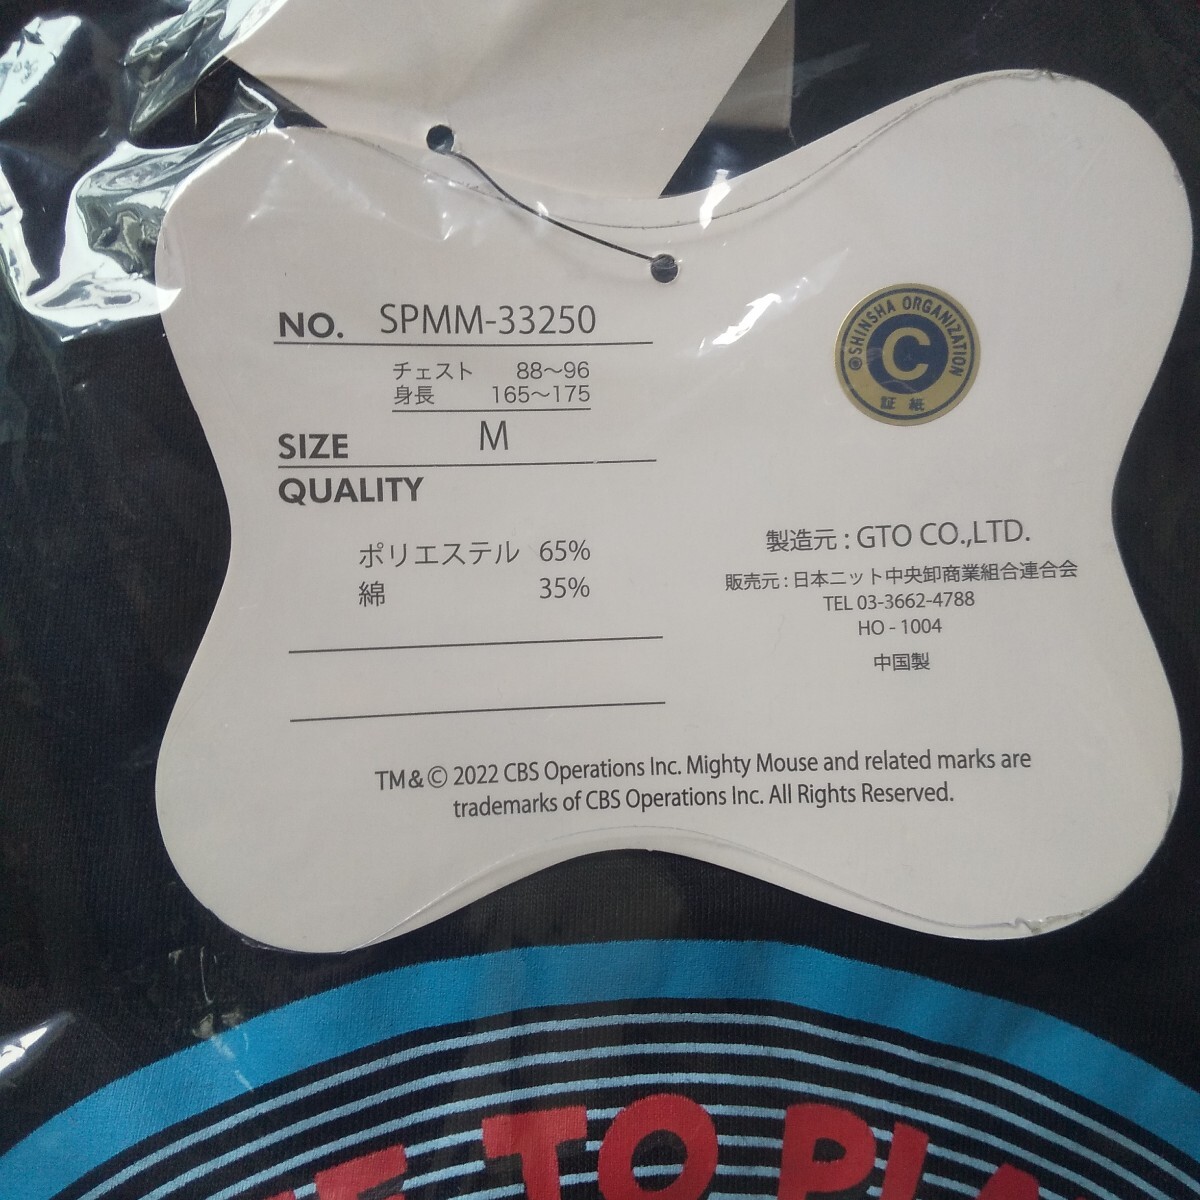 NO. SPMM-33250
チェスト 88～96
身長 165～175
SIZE M
QUALITY
ポリエステル 65%
綿 35%
©SHINSHA ORGANIZATION
C
証紙
製造元 : GTO CO.,LTD.
販売元 : 日本ニット中央卸商業組合連合会
TEL 03-3662-4788
HO - 1004
中国製
TM & © 2022 CBS Operations Inc. Mighty Mouse and related marks are
trademarks of CBS Operations Inc. All Rights Reserved.
TO